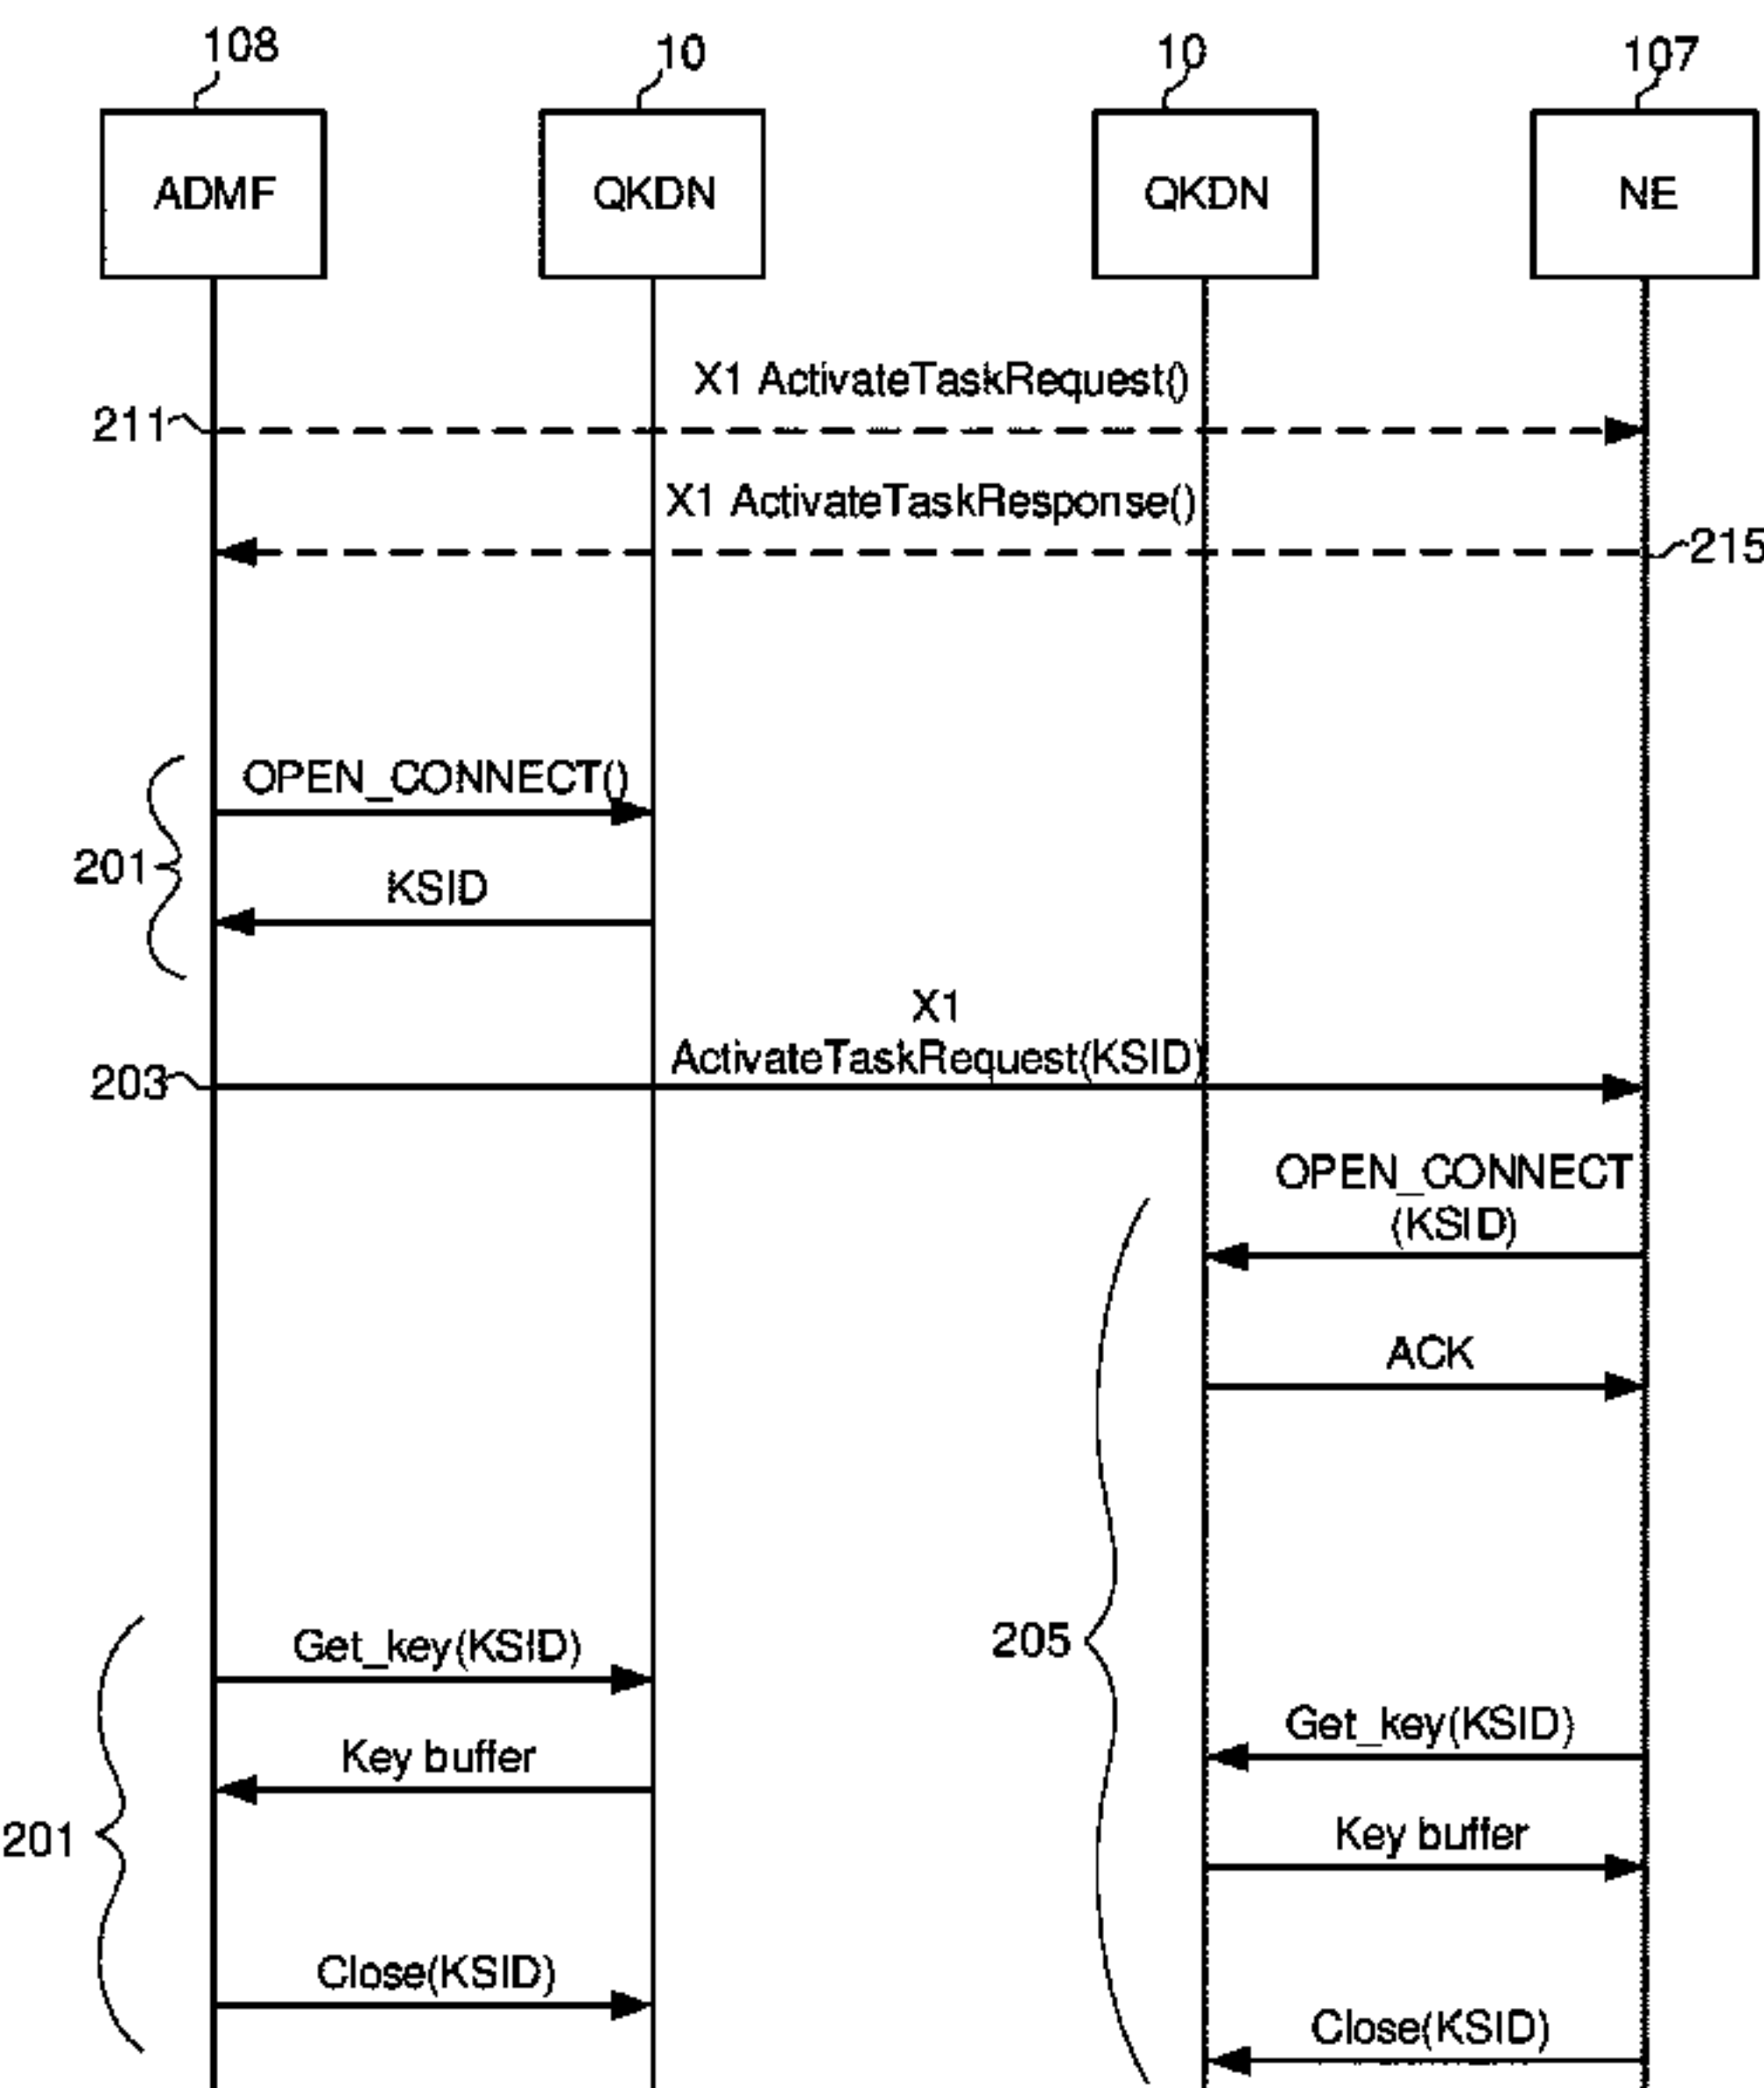 108
10
10
107
ADMF
QKDN
QKDN
NE
X1 ActivateTaskRequest()
211
X1 ActivateTaskResponse()
215
OPEN_CONNECT()
201
KSID
X1
ActivateTaskRequest(KSID)
203
OPEN_CONNECT
(KSID)
ACK
205
Get_key(KSID)
Get_key(KSID)
Key buffer
201
Key buffer
Close(KSID)
Close(KSID)